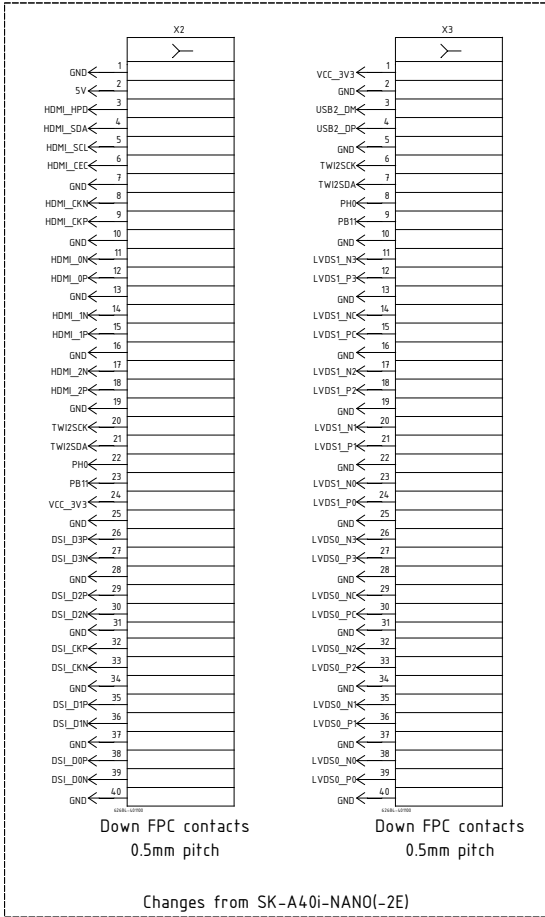 X2
1 GND
2 5V
3 HDMI_HPD
4 HDMI_SDA
5 HDMI_SCL
6 HDMI_CEC
7 GND
8 HDMI_CKN
9 HDMI_CKP
10 GND
11 HDMI_0N
12 HDMI_0P
13 GND
14 HDMI_1N
15 HDMI_1P
16 GND
17 HDMI_2N
18 HDMI_2P
19 GND
20 TWI2SCK
21 TWI2SDA
22 PH0
23 PB11
24 VCC_3V3
25 GND
26 DSI_D3P
27 DSI_D3N
28 GND
29 DSI_D2P
30 DSI_D2N
31 GND
32 DSI_CKP
33 DSI_CKN
34 GND
35 DSI_D1P
36 DSI_D1N
37 GND
38 DSI_D0P
39 DSI_D0N
40 GND
62684-401100
Down FPC contacts
0.5mm pitch
X3
1 VCC_3V3
2 GND
3 USB2_DM
4 USB2_DP
5 GND
6 TWI2SCK
7 TWI2SDA
8 PH0
9 PB11
10 GND
11 LVDS1_N3
12 LVDS1_P3
13 GND
14 LVDS1_NC
15 LVDS1_PC
16 GND
17 LVDS1_N2
18 LVDS1_P2
19 GND
20 LVDS1_N1
21 LVDS1_P1
22 GND
23 LVDS1_N0
24 LVDS1_P0
25 GND
26 LVDS0_N3
27 LVDS0_P3
28 GND
29 LVDS0_NC
30 LVDS0_PC
31 GND
32 LVDS0_N2
33 LVDS0_P2
34 GND
35 LVDS0_N1
36 LVDS0_P1
37 GND
38 LVDS0_N0
39 LVDS0_P0
40 GND
62684-401100
Down FPC contacts
0.5mm pitch
Changes from SK-A40i-NANO(-2E)